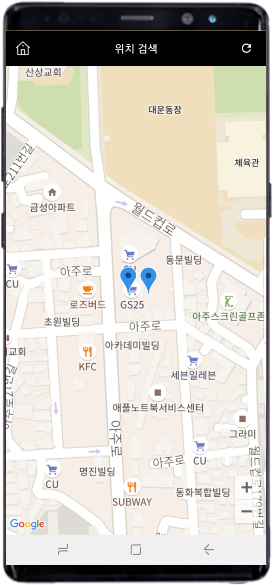 위치 검색
산상교회
대운동장
211번길
체육관
금성아파트
월드컵로
동문빌딩
CU
아주로
로즈버드
GS25
아주스크린골프존
초원빌딩
아주로
교회
아카데미빌딩
KFC
세븐일레븐
애플노트북서비스센터
그라미
아주로
CU
아주로
CU
명진빌딩
SUBWAY
동화복합빌딩
+
−
Google